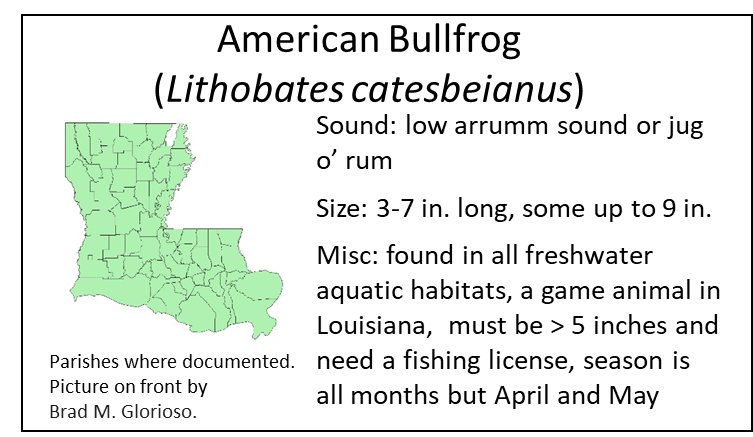 American Bullfrog
(Lithobates catesbeianus)
Sound: low arrumm sound or jug
o’ rum
Size: 3-7 in. long, some up to 9 in.
Misc: found in all freshwater
aquatic habitats, a game animal in
Louisiana,  must be > 5 inches and
need a fishing license, season is
all months but April and May
Parishes where documented.
Picture on front by
Brad M. Glorioso.